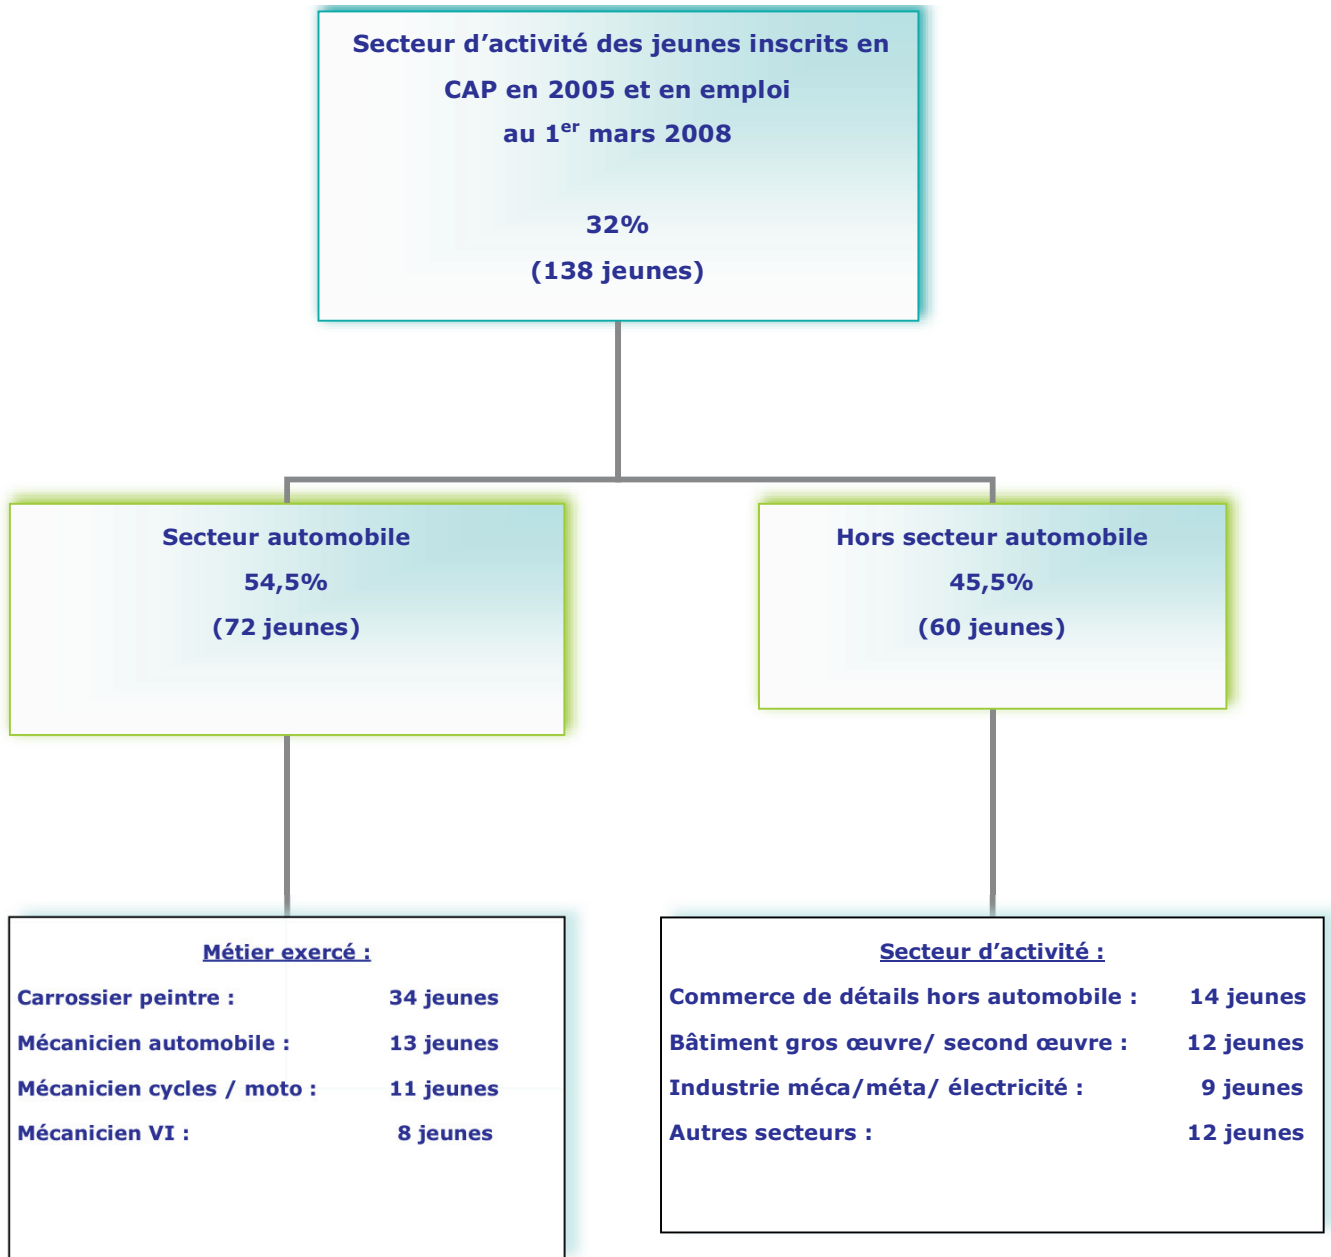 Secteur d’activité des jeunes inscrits en
CAP en 2005 et en emploi
au 1er mars 2008
32%
(138 jeunes)
Secteur automobile
54,5%
(72 jeunes)
Hors secteur automobile
45,5%
(60 jeunes)
Métier exercé :
Carrossier peintre : 34 jeunes
Mécanicien automobile : 13 jeunes
Mécanicien cycles / moto : 11 jeunes
Mécanicien VI : 8 jeunes
Secteur d’activité :
Commerce de détails hors automobile : 14 jeunes
Bâtiment gros œuvre/ second œuvre : 12 jeunes
Industrie méca/méta/ électricité : 9 jeunes
Autres secteurs : 12 jeunes